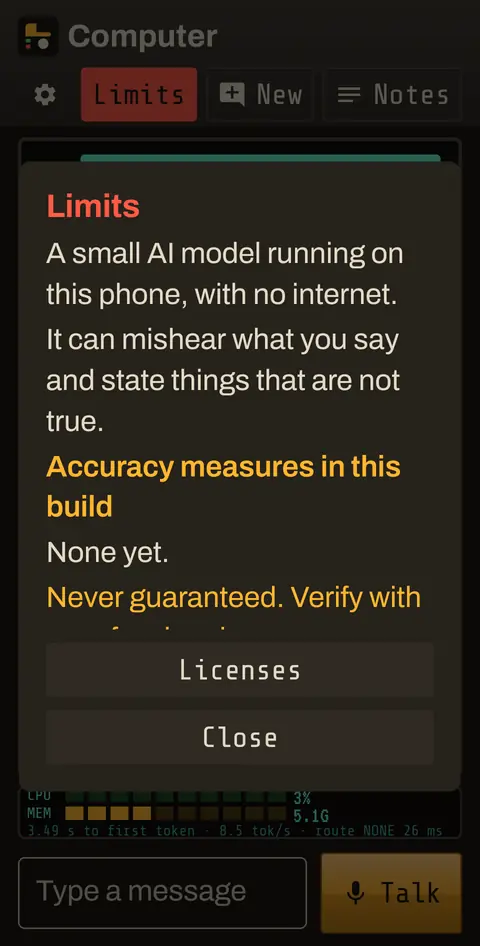 Computer
Limits
New
Notes
Limits
A small AI model running on
this phone, with no internet.
It can mishear what you say
and state things that are not
true.
Accuracy measures in this
build
None yet.
Never guaranteed. Verify with
Licenses
Close
CPU 3%
MEM 5.1G
3.49 s to first token · 8.5 tok/s · route NONE 26 ms
Type a message
Talk